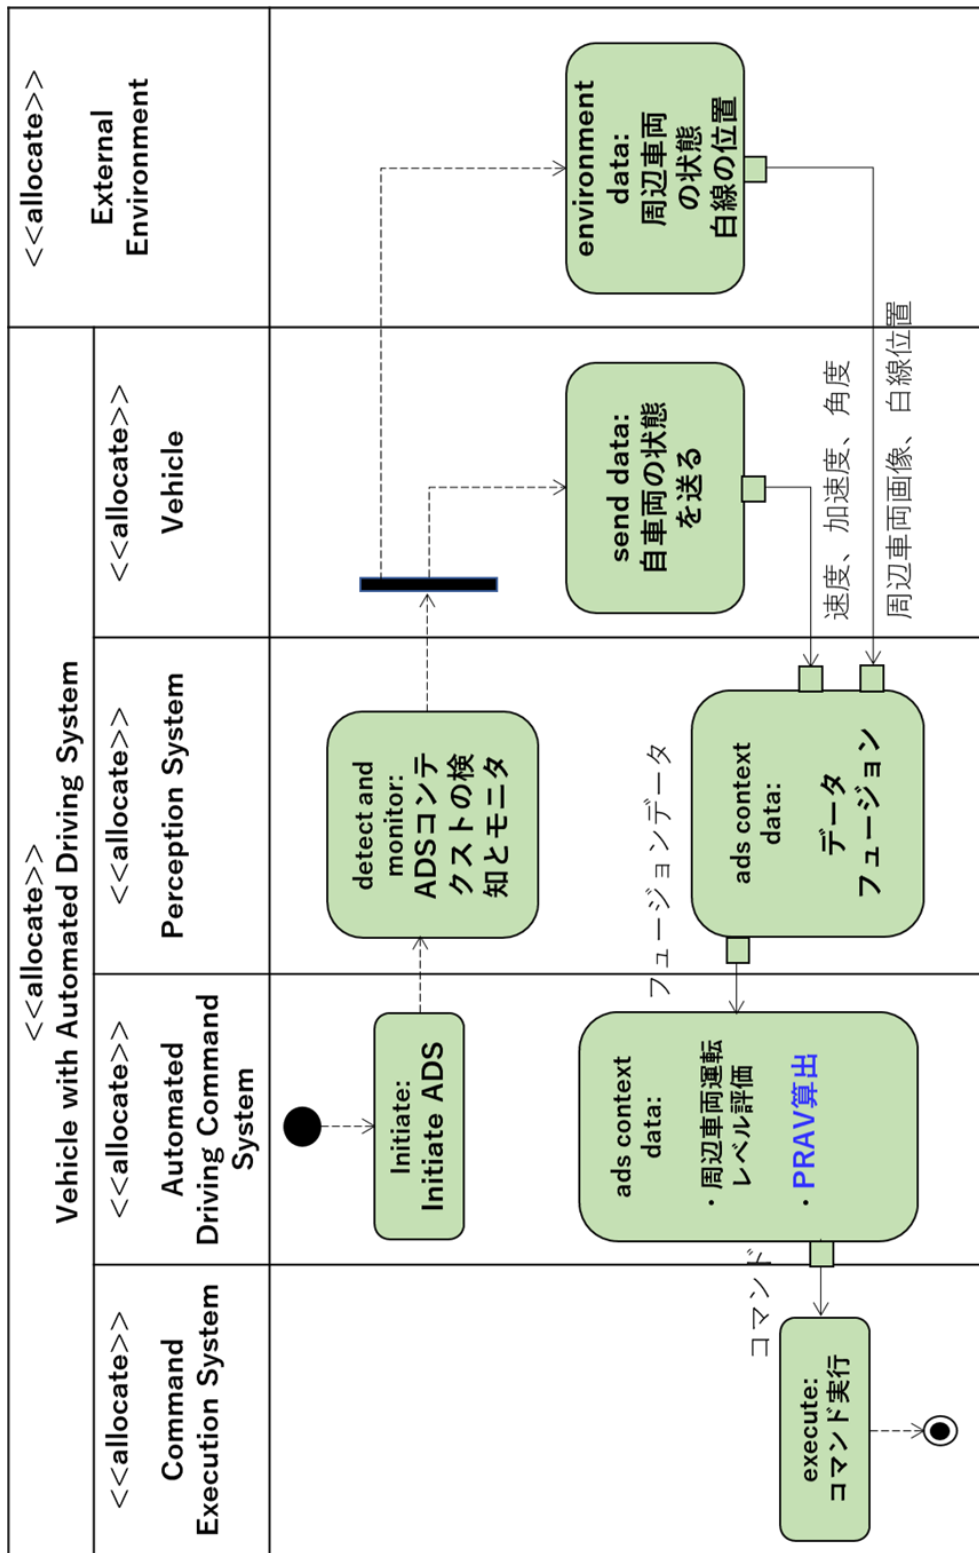 <<allocate>>
Vehicle with Automated Driving System
<<allocate>>
External
Environment
<<allocate>>
Command
Execution System
<<allocate>>
Automated
Driving Command
System
<<allocate>>
Perception System
<<allocate>>
Vehicle
Initiate:
Initiate ADS
detect and
monitor:
ADSコンテ
クストの検
知とモニタ
send data:
自車両の状態
を送る
environment
data:
周辺車両
の状態
白線の位置
速度、加速度、角度
周辺車両画像、白線位置
ads context
data:
データ
フュージョン
フュージョンデータ
ads context
data:
・周辺車両運転
レベル評価
・PRAV算出
コマンド
execute:
コマンド実行